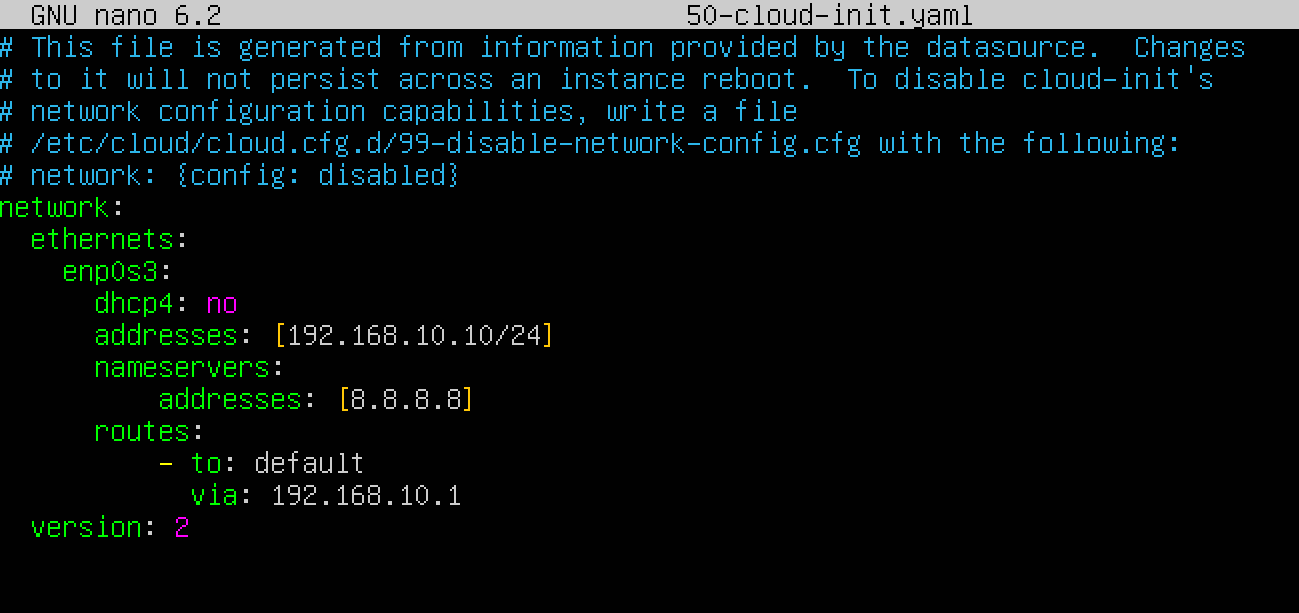 GNU nano 6.2 50-cloud-init.yaml
# This file is generated from information provided by the datasource.  Changes
# to it will not persist across an instance reboot.  To disable cloud-init's
# network configuration capabilities, write a file
# /etc/cloud/cloud.cfg.d/99-disable-network-config.cfg with the following:
# network: {config: disabled}
network:
  ethernets:
    enp0s3:
      dhcp4: no
      addresses: [192.168.10.10/24]
      nameservers:
          addresses: [8.8.8.8]
      routes:
          - to: default
            via: 192.168.10.1
  version: 2